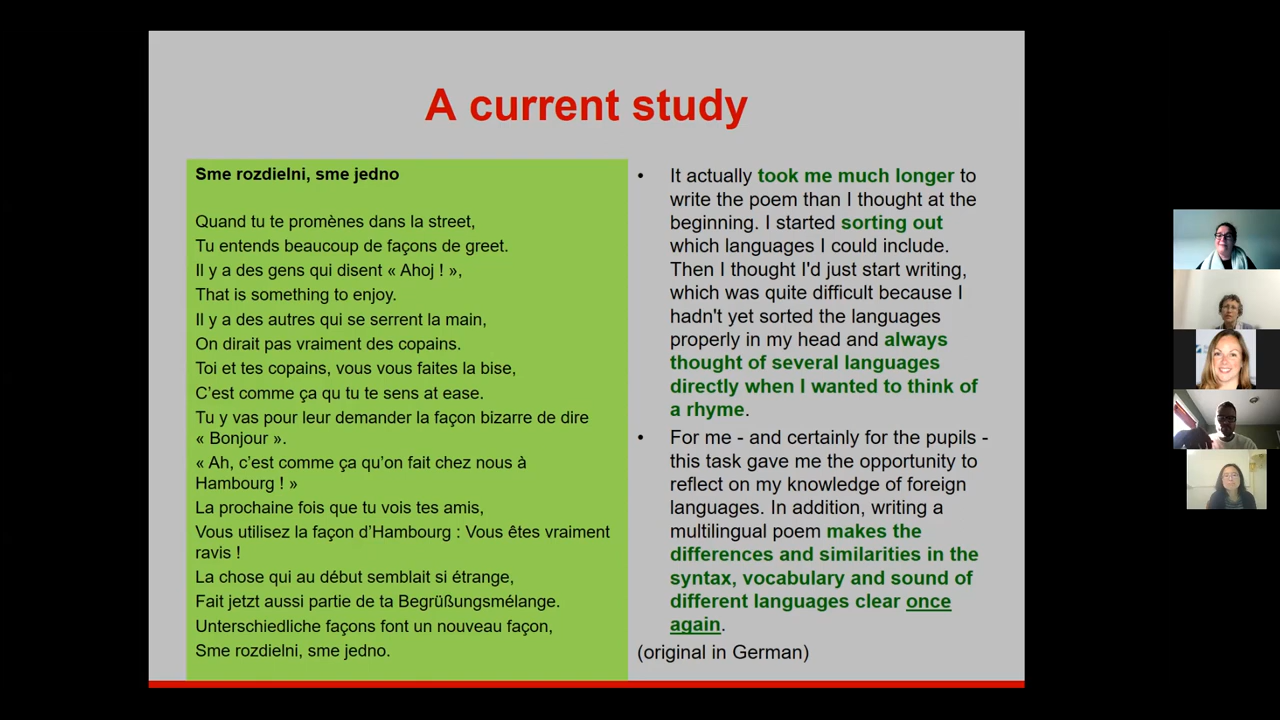 A current study
Sme rozdielni, sme jedno
Quand tu te promènes dans la street,
Tu entends beaucoup de façons de greet.
Il y a des gens qui disent « Ahoj ! »,
That is something to enjoy.
Il y a des autres qui se serrent la main,
On dirait pas vraiment des copains.
Toi et tes copains, vous vous faites la bise,
C’est comme ça qu tu te sens at ease.
Tu y vas pour leur demander la façon bizarre de dire
« Bonjour ».
« Ah, c’est comme ça qu’on fait chez nous à
Hambourg ! »
La prochaine fois que tu vois tes amis,
Vous utilisez la façon d’Hambourg : Vous êtes vraiment
ravis !
La chose qui au début semblait si étrange,
Fait jetzt aussi partie de ta Begrüßungsmélange.
Unterschiedliche façons font un nouveau façon,
Sme rozdielni, sme jedno.
• It actually took me much longer to
write the poem than I thought at the
beginning. I started sorting out
which languages I could include.
Then I thought I'd just start writing,
which was quite difficult because I
hadn't yet sorted the languages
properly in my head and always
thought of several languages
directly when I wanted to think of
a rhyme.
• For me - and certainly for the pupils -
this task gave me the opportunity to
reflect on my knowledge of foreign
languages. In addition, writing a
multilingual poem makes the
differences and similarities in the
syntax, vocabulary and sound of
different languages clear once
again.
(original in German)